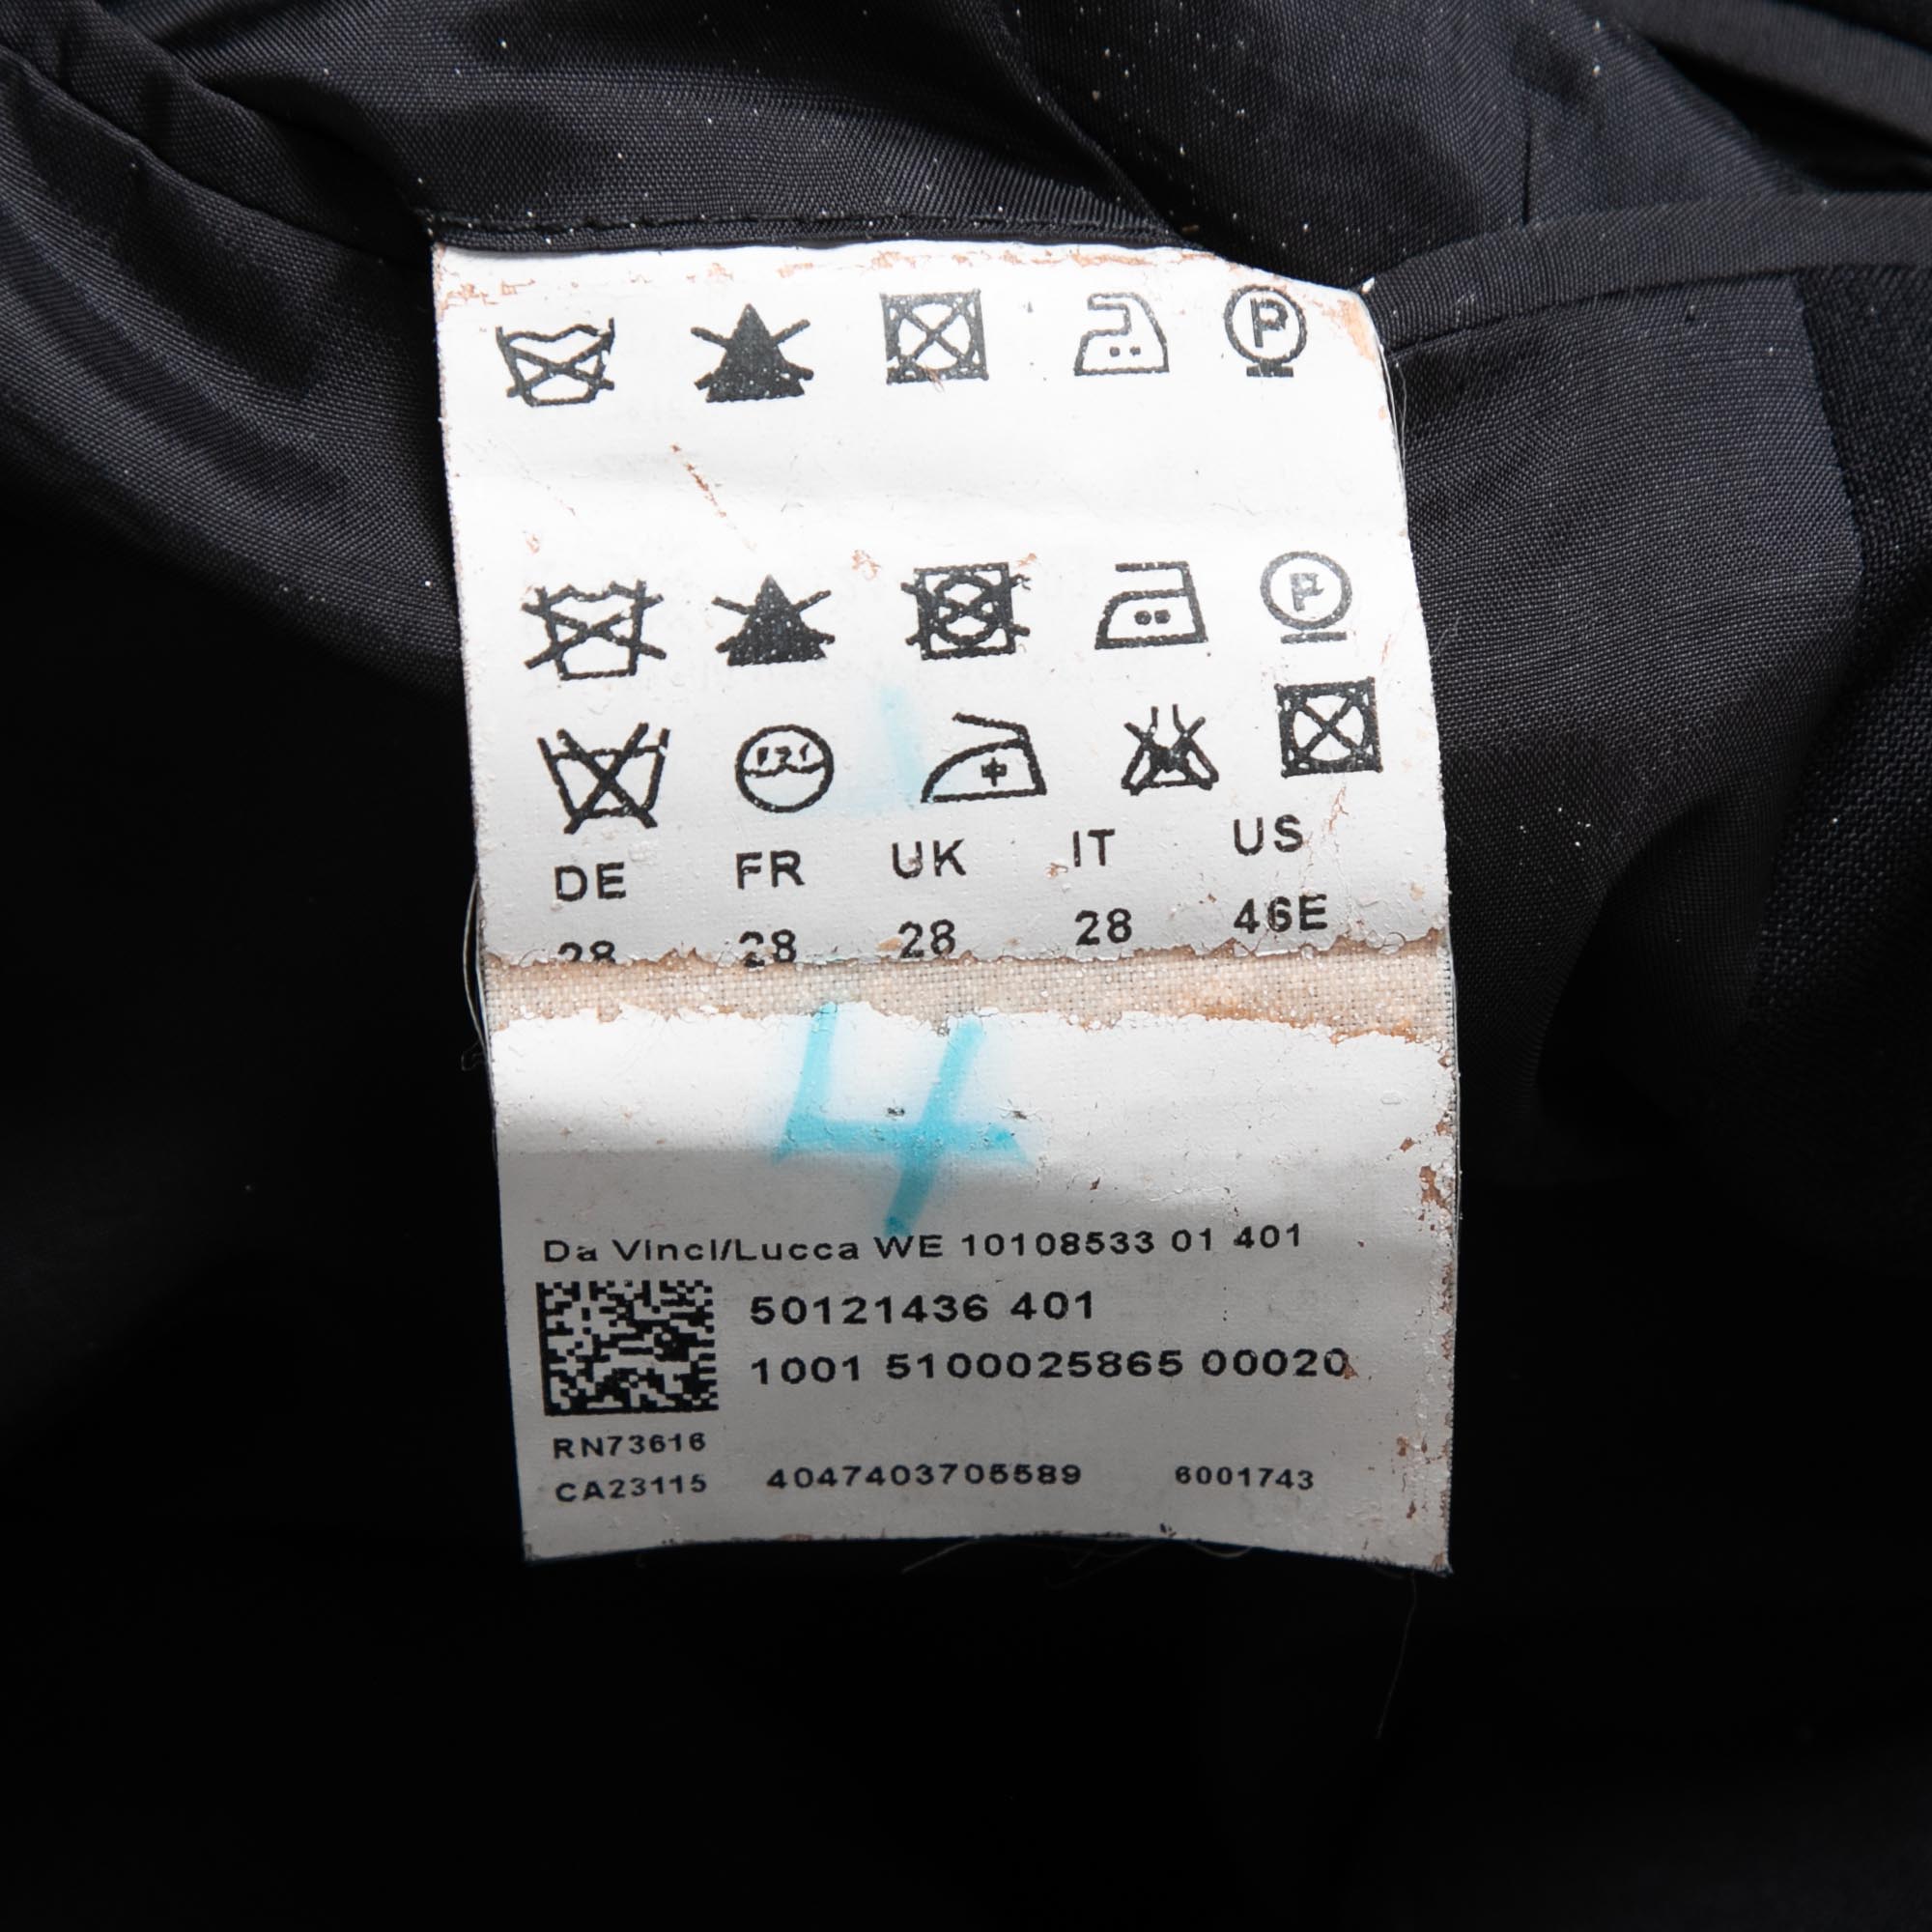 DE FR UK IT US
28 28 28 28 46E
4
Da Vinci/Lucca WE 10108533 01 401
50121436 401
1001 5100025865 00020
RN73616
CA23115 4047403705589 6001743